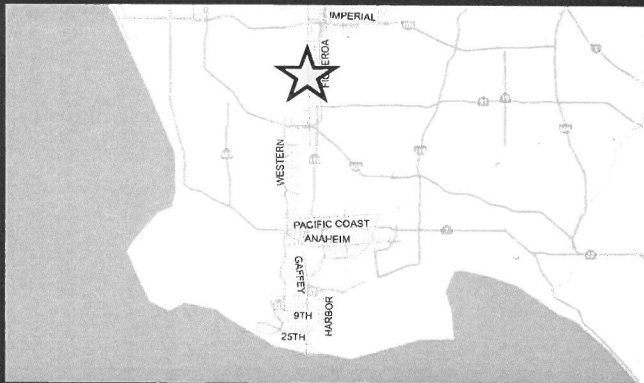 IMPERIAL
FIGUEROA
WESTERN
PACIFIC COAST
ANAHEIM
GAFFEY
HARBOR
9TH
25TH